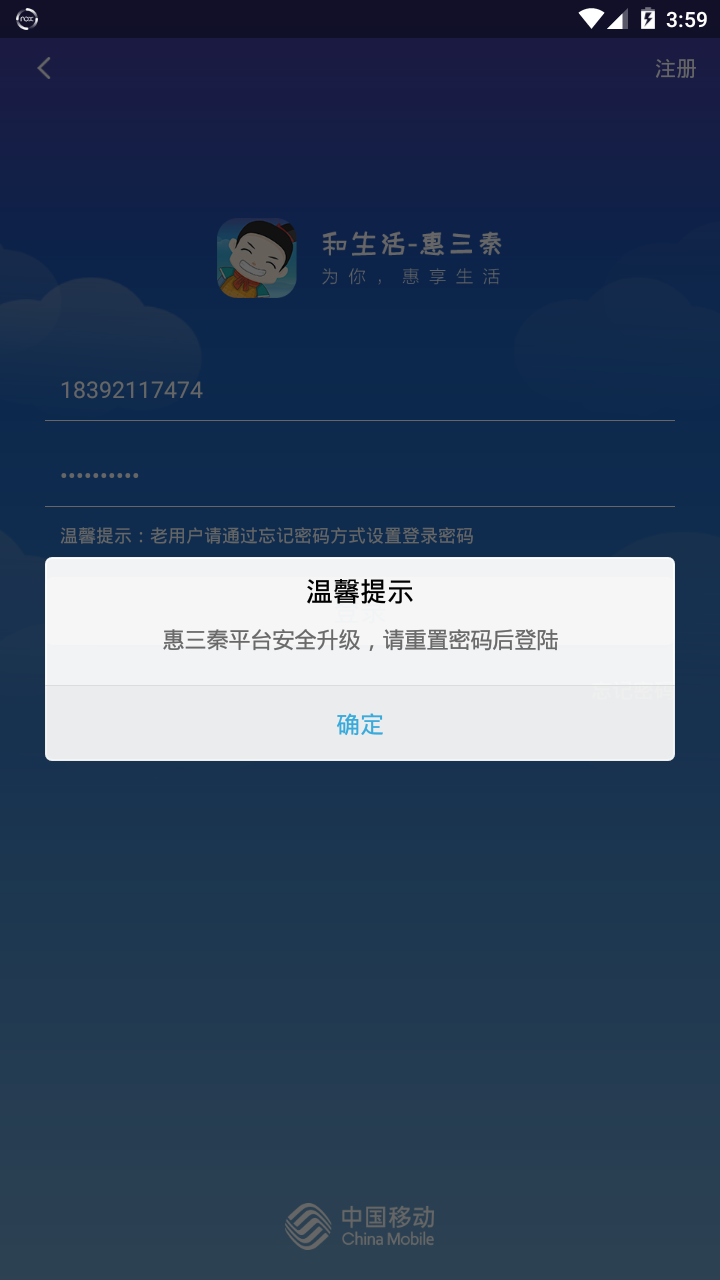 nox
3:59
注册
和生活-惠三秦
为你，惠享生活
18392117474
••••••••••
温馨提示：老用户请通过忘记密码方式设置登录密码
温馨提示
惠三秦平台安全升级，请重置密码后登陆
确定
中国移动
China Mobile